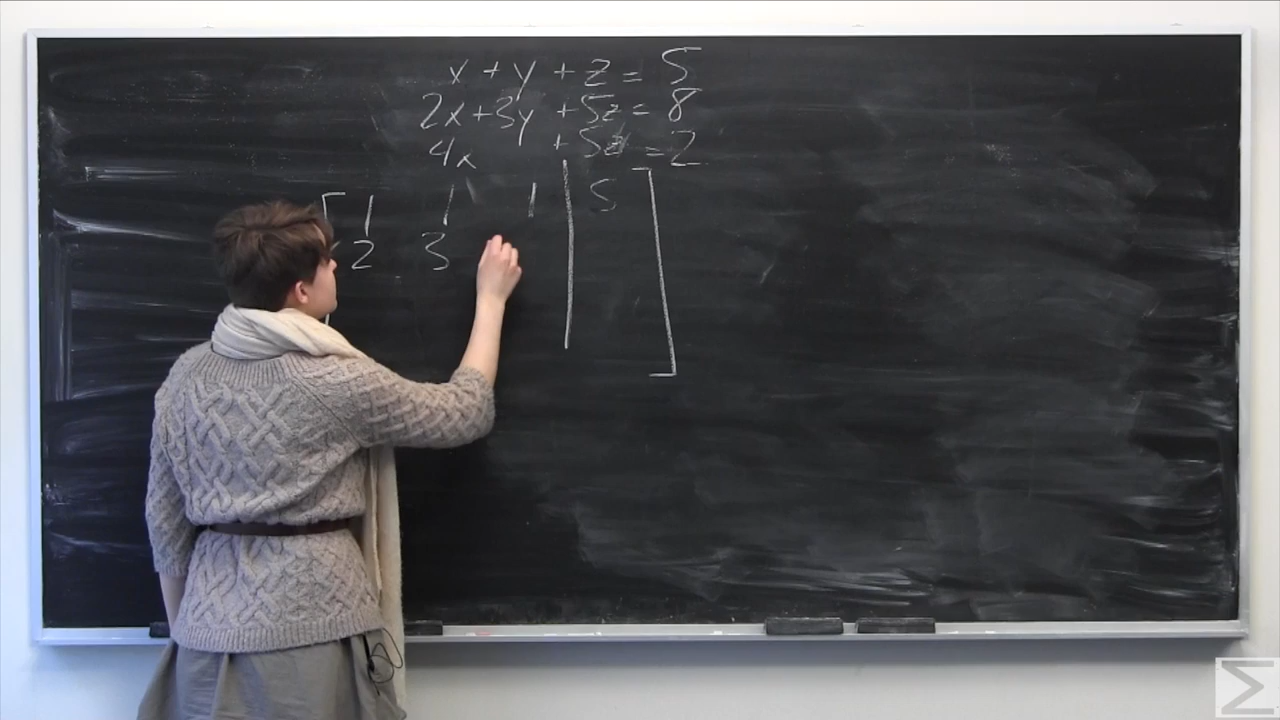 x + y + z = 5
2x + 3y + 5z = 8
4x + 5z = 2
1 1 1 | 5
2 3
Σ